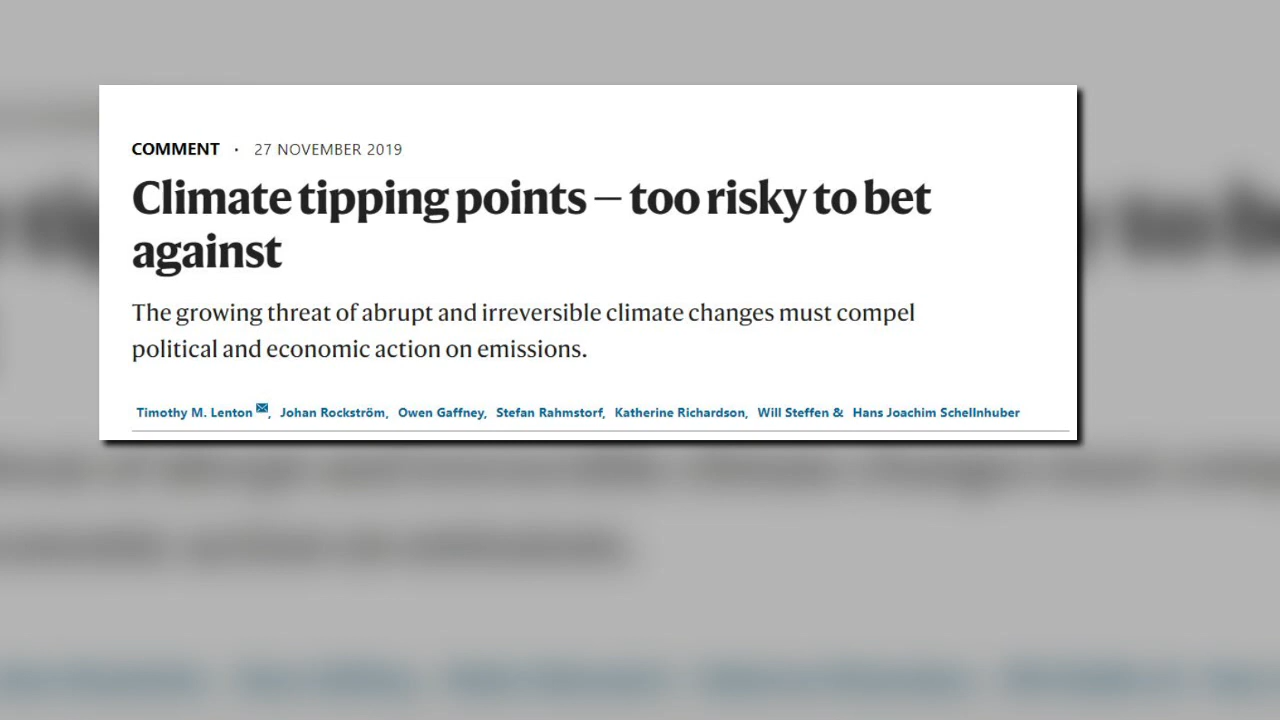 COMMENT · 27 NOVEMBER 2019
Climate tipping points — too risky to bet
against
The growing threat of abrupt and irreversible climate changes must compel
political and economic action on emissions.
Timothy M. Lenton, Johan Rockström, Owen Gaffney, Stefan Rahmstorf, Katherine Richardson, Will Steffen & Hans Joachim Schellnhuber